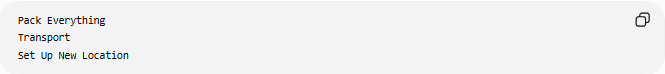 Pack Everything
Transport
Set Up New Location